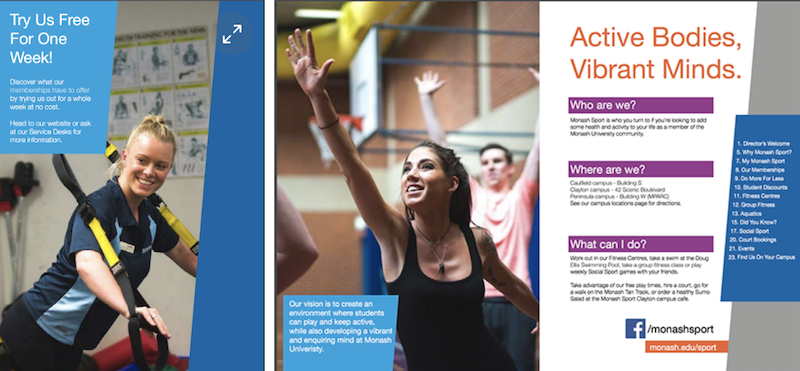 Try Us Free
For One
Week!
Discover what our
memberships have to offer
by trying us out for a whole
week at no cost.
Head to our website or ask
at our Service Desks for
more information.
Our vision is to create an
environment where students
can play and keep active,
while also developing a vibrant
and enquiring mind at Monash
Univeristy.
Active Bodies,
Vibrant Minds.
Who are we?
Monash Sport is who you turn to if you're looking to add
some health and activity to your life as a member of the
Monash University community.
Where are we?
Caulfield campus - Building S
Clayton campus - 42 Scenic Boulevard
Peninsula campus - Building W (MPARC)
See our campus locations page for directions.
What can I do?
Work out in our Fitness Centres, take a swim at the Doug
Ellis Swimming Pool, take a group fitness class or play
weekly Social Sport games with your friends.
Take advantage of our free play times, hire a court, go for
a walk on the Monash Tan Track, or order a healthy Sumo
Salad at the Monash Sport Clayton campus cafe.
/monashsport
monash.edu/sport
1. Director's Welcome
5. Why Monash Sport?
7. My Monash Sport
8. Our Memberships
9. Do More For Less
10. Student Discounts
11. Fitness Centres
12. Group Fitness
13. Aquatics
15. Did You Know?
17. Social Sport
20. Court Bookings
21. Events
23. Find Us On Your Campus